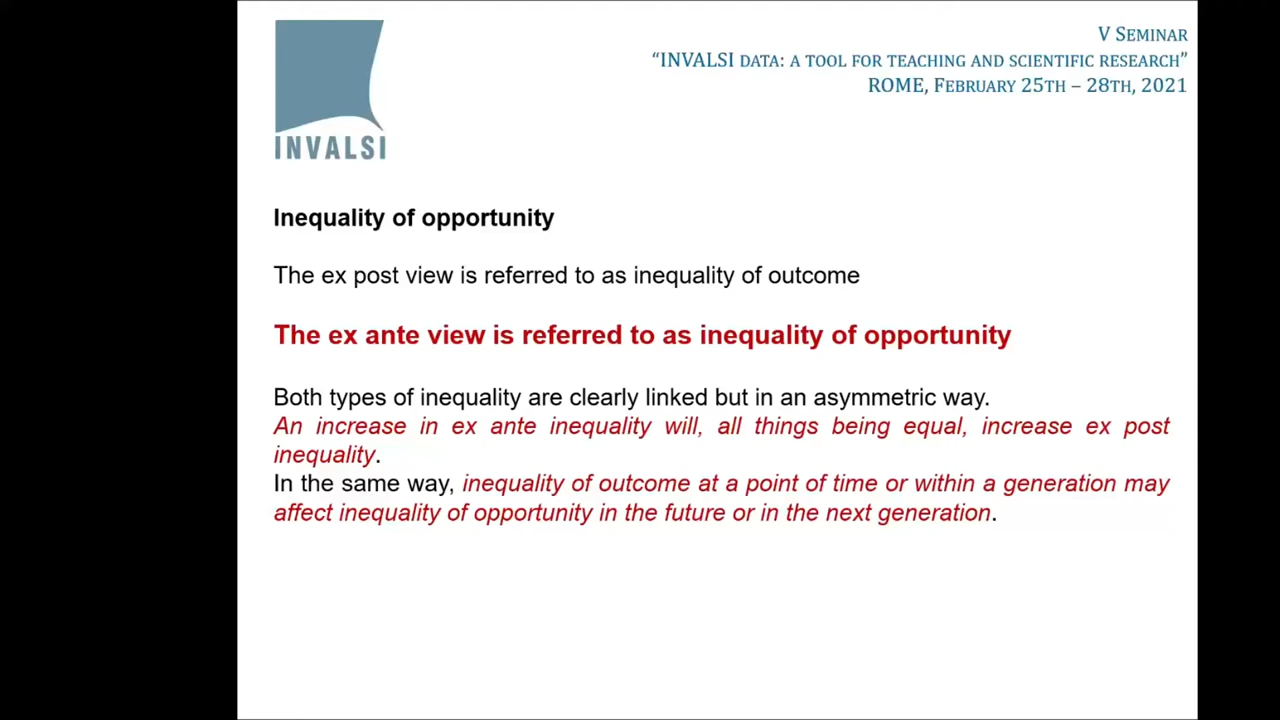 V SEMINAR
“INVALSI DATA: A TOOL FOR TEACHING AND SCIENTIFIC RESEARCH”
ROME, FEBRUARY 25TH – 28TH, 2021
INVALSI
Inequality of opportunity
The ex post view is referred to as inequality of outcome
The ex ante view is referred to as inequality of opportunity
Both types of inequality are clearly linked but in an asymmetric way.
An increase in ex ante inequality will, all things being equal, increase ex post
inequality.
In the same way, inequality of outcome at a point of time or within a generation may
affect inequality of opportunity in the future or in the next generation.